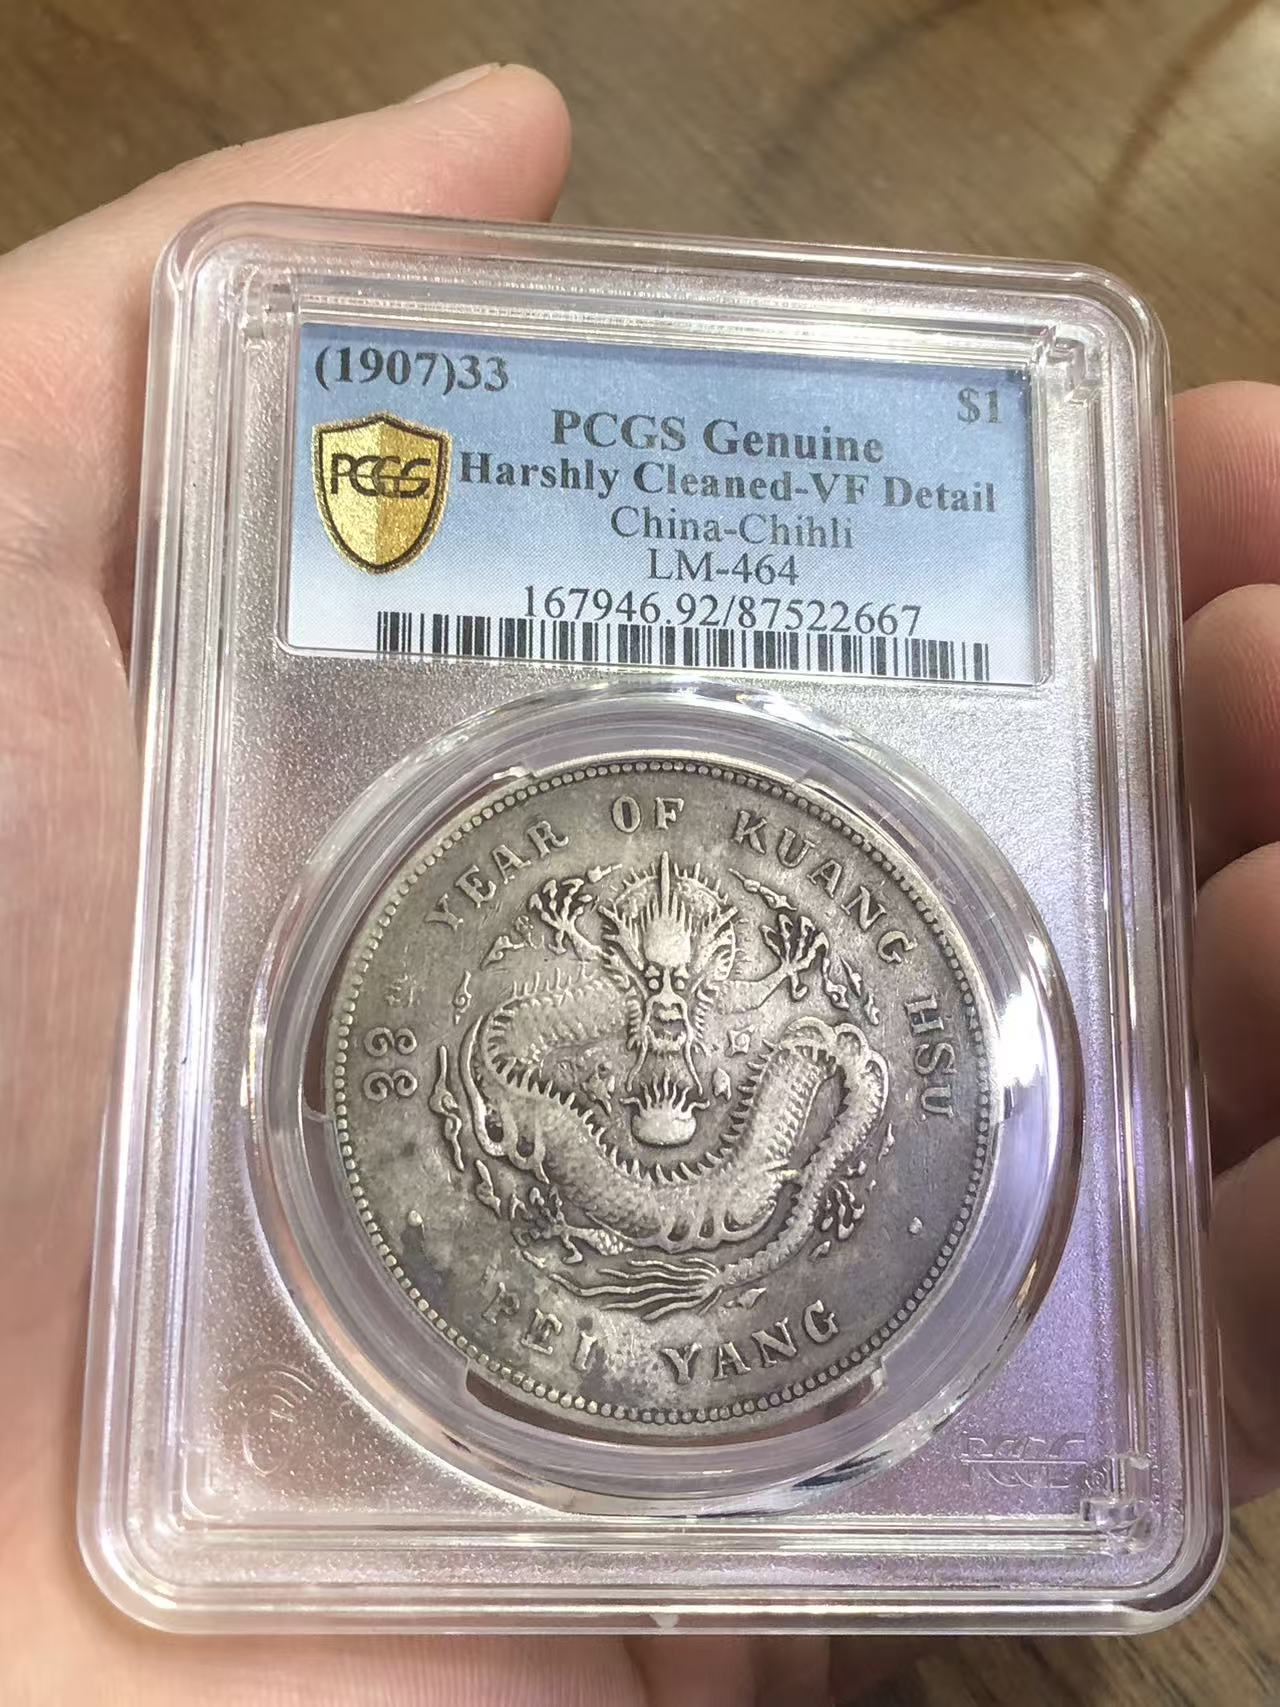 (1907)33
$1
PCGS Genuine
PCGS
Harshly Cleaned-VF Detail
China-Chihli
LM-464
167946.92/87522667
33 YEAR OF KUANG HSU
PEI YANG
PCGS